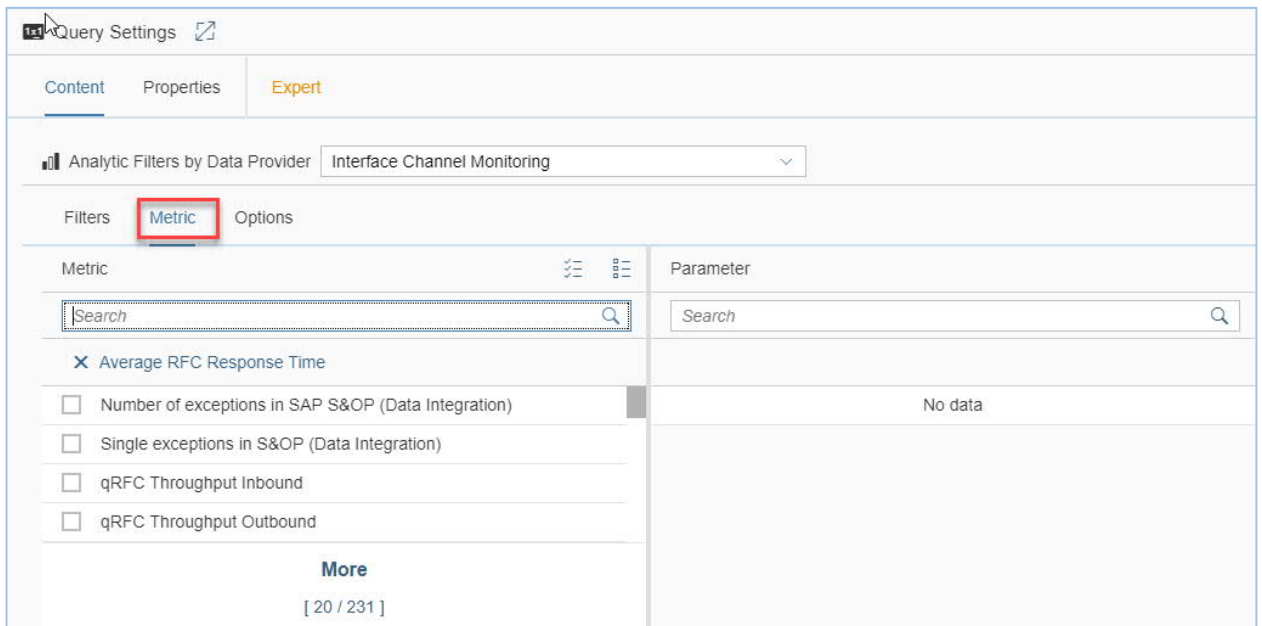 1x1 Query Settings
Content Properties Expert
Analytic Filters by Data Provider Interface Channel Monitoring
Filters Metric Options
Metric Parameter
Search Search
Average RFC Response Time
Number of exceptions in SAP S&OP (Data Integration) No data
Single exceptions in S&OP (Data Integration)
qRFC Throughput Inbound
qRFC Throughput Outbound
More
[ 20 / 231 ]